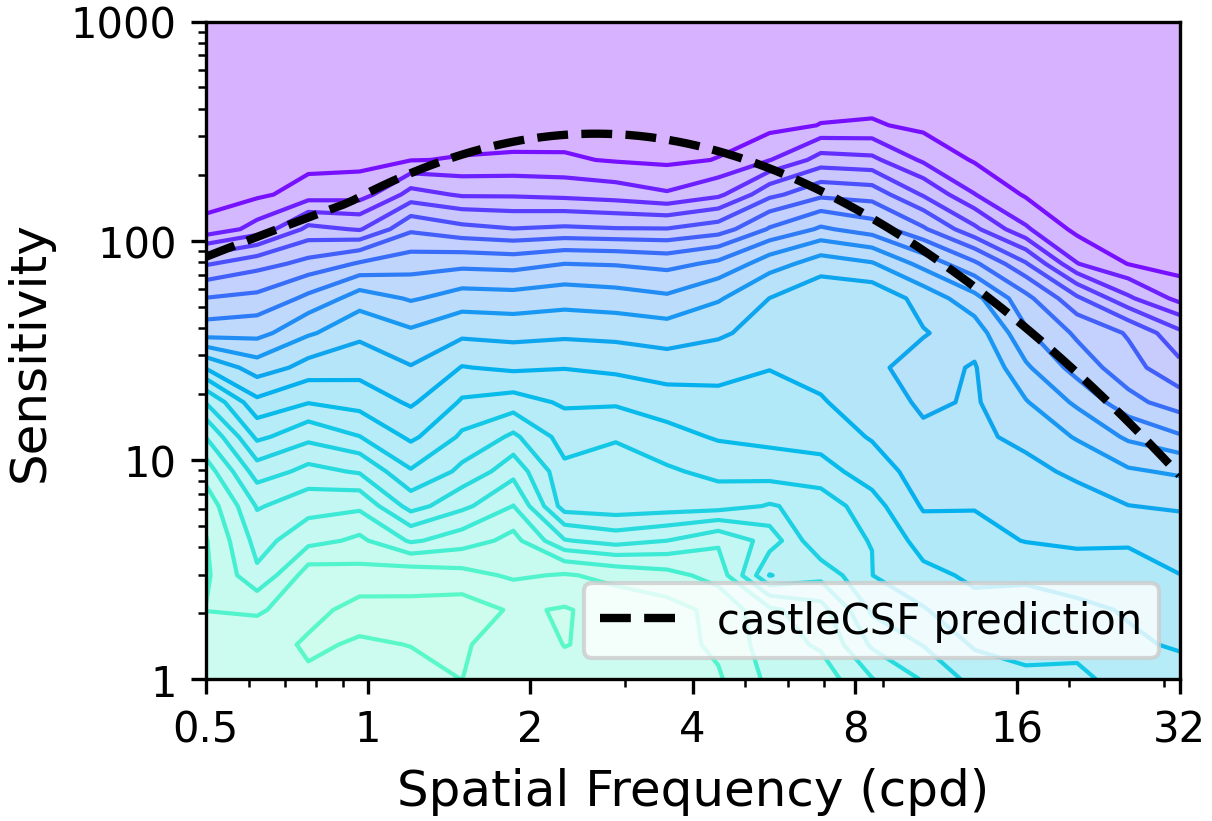 1000
100
10
1
Sensitivity
castleCSF prediction
0.5 1 2 4 8 16 32
Spatial Frequency (cpd)